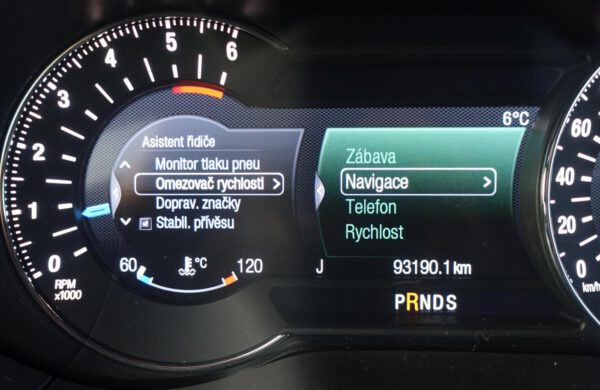 6
5
4
3
2
1
0
RPM
x1000
Asistent řidiče
Monitor tlaku pneu
Omezovač rychlosti
Doprav. značky
Stabil. přívěsu
60 °C 120
6°C
Zábava
Navigace
Telefon
Rychlost
J 93190.1 km
PRNDS
60
40
20
0
km/h